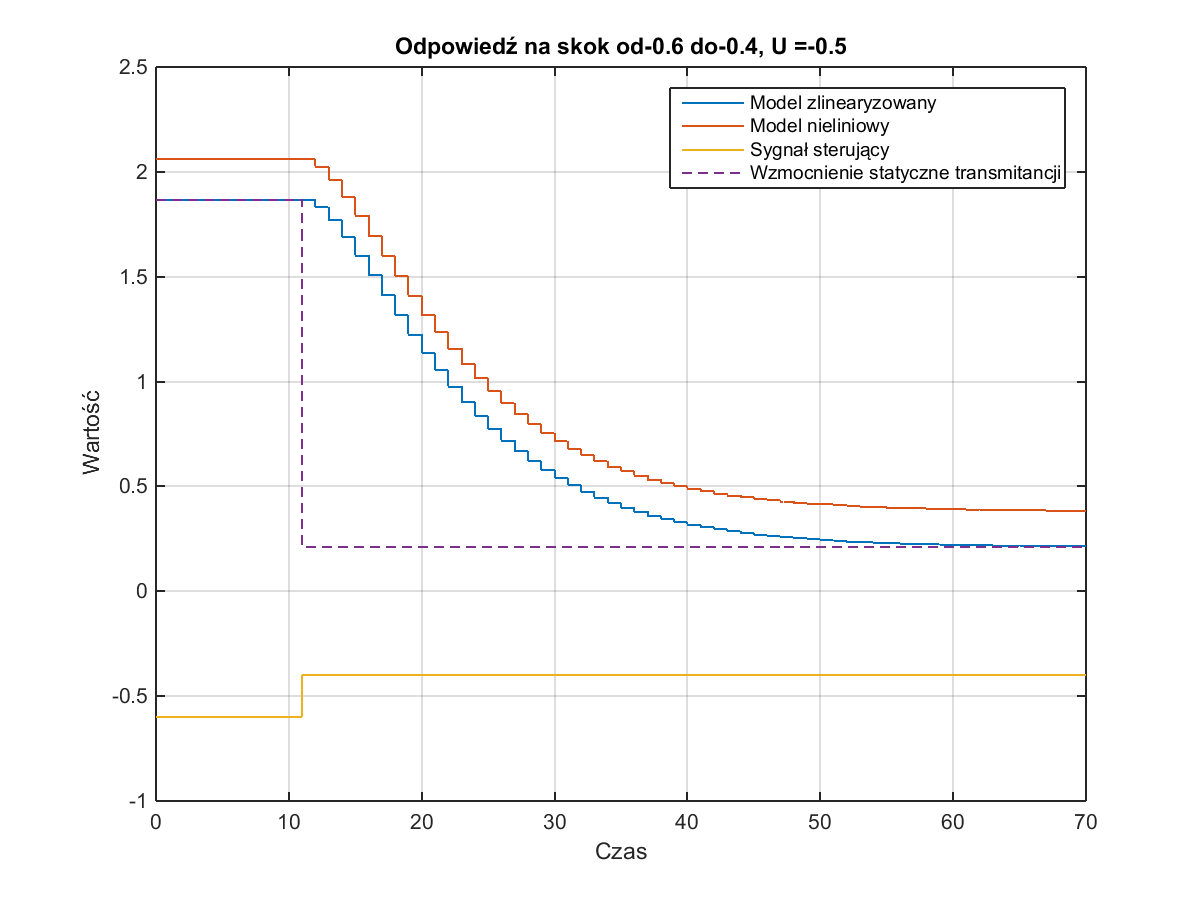 Odpowiedź na skok od-0.6 do-0.4, U =-0.5
2.5
2
1.5
1
0.5
0
-0.5
-1
Wartość
Model zlinearyzowany
Model nieliniowy
Sygnał sterujący
Wzmocnienie statyczne transmitancji
0 10 20 30 40 50 60 70
Czas